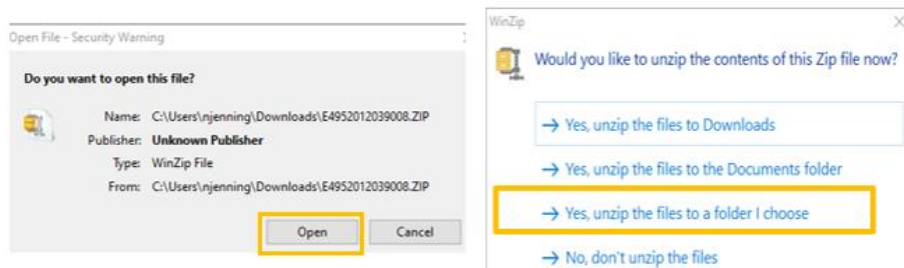 Open File - Security Warning
Do you want to open this file?
Name: C:\Users\njenning\Downloads\E4952012039008.ZIP
Publisher: Unknown Publisher
Type: WinZip File
From: C:\Users\njenning\Downloads\E4952012039008.ZIP
Open Cancel
WinZip
Would you like to unzip the contents of this Zip file now?
→ Yes, unzip the files to Downloads
→ Yes, unzip the files to the Documents folder
→ Yes, unzip the files to a folder I choose
→ No, don't unzip the files